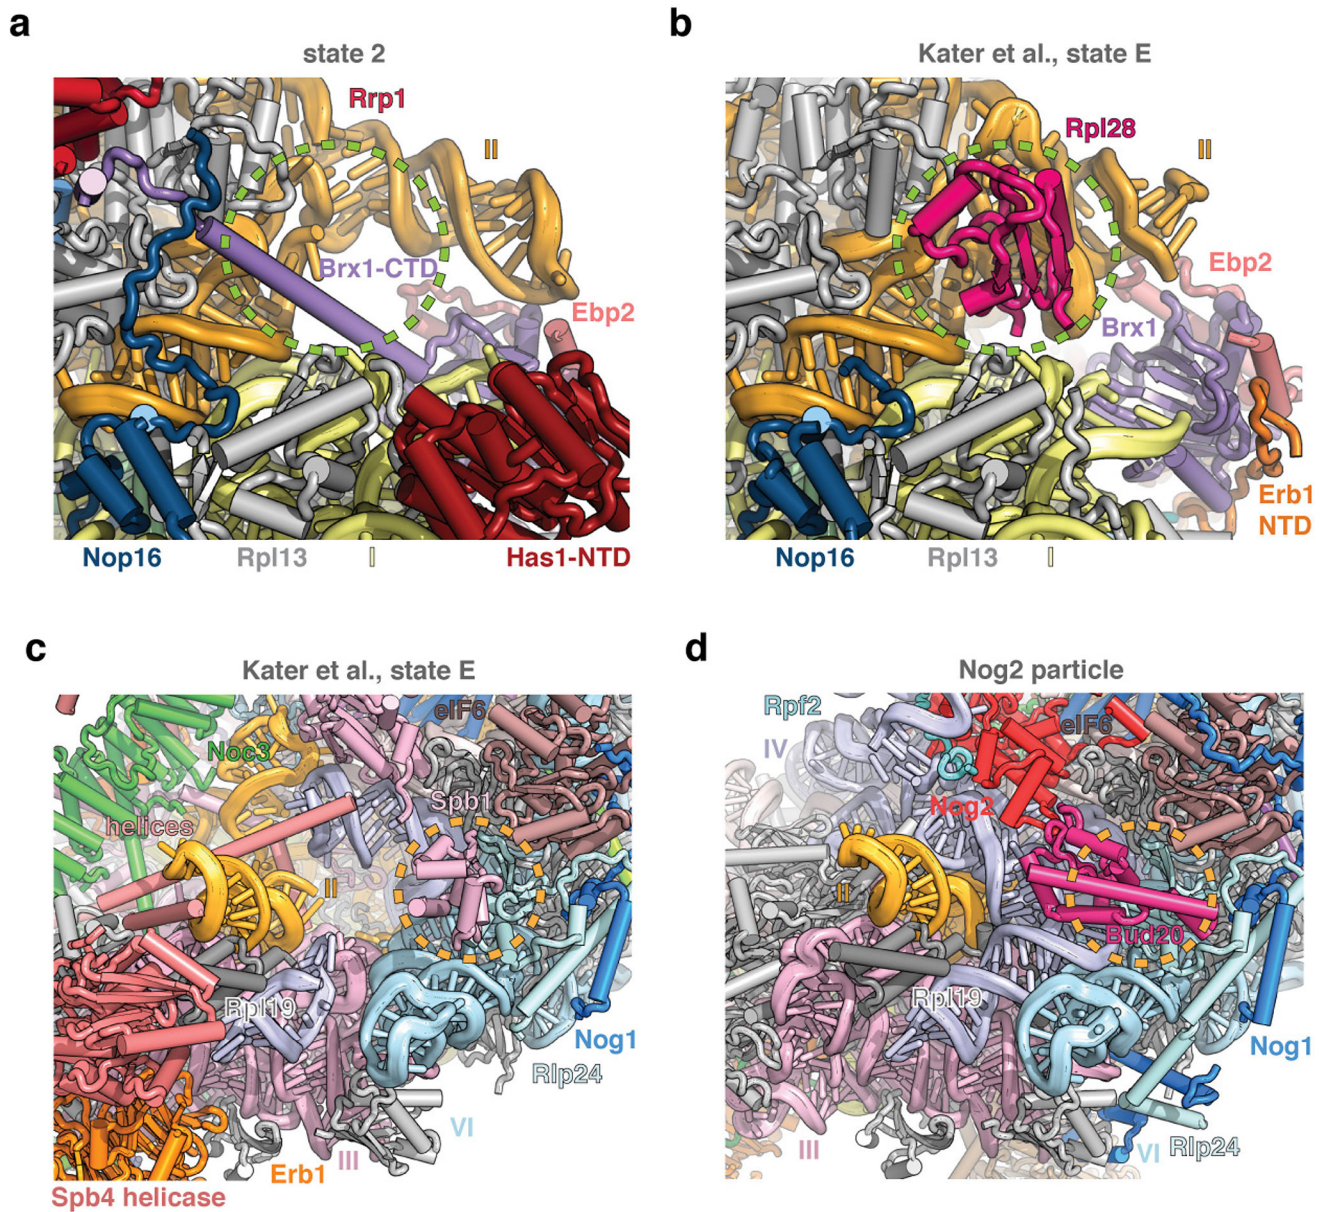 a
state 2
Rrp1
II
Brx1-CTD
Ebp2
Nop16
Rpl13
I
Has1-NTD
b
Kater et al., state E
Rpl28
II
Ebp2
Brx1
Erb1
NTD
Nop16
Rpl13
I
c
Kater et al., state E
eIF6
Noc3
Spb1
helices
II
Rpl19
Nog1
Rlp24
VI
III
Erb1
Spb4 helicase
d
Nog2 particle
Rpf2
eIF6
IV
Nog2
II
Bud20
Rpl19
Nog1
III
VI
Rlp24